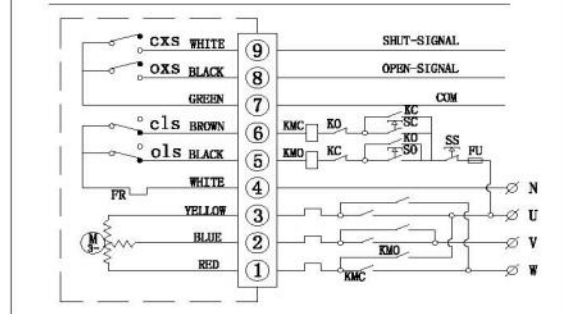 cxs WHITE 9 SHUT-SIGNAL
oxs BLACK 8 OPEN-SIGNAL
GREEN 7 COM
KC
cls BROWN 6 KMC KO SC
KO
ols BLACK 5 KMO KC SO SS FU
WHITE 4 N
FR
YELLOW 3 U
M 3~ BLUE 2 V
KMO
RED 1 W
KMC